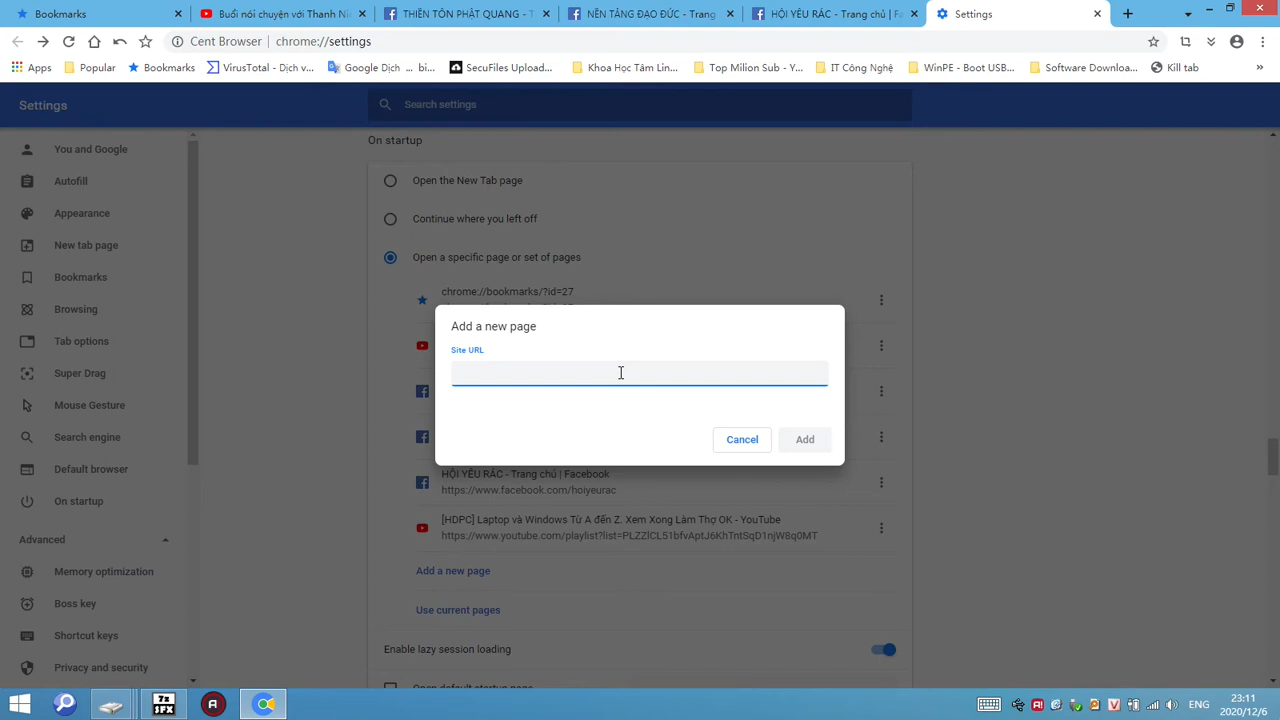 Bookmarks
Buổi nói chuyện với Thanh Ni
THIÊN TÔN PHẬT QUANG - T
NỀN TẢNG ĐẠO ĐỨC - Trang
HỘI YÊU RÁC - Trang chủ | Fa
Settings
Cent Browser
chrome://settings
Apps
Popular
Bookmarks
VirusTotal - Dịch v...
Google Dịch ... bi...
SecuFiles Upload...
Khoa Học Tâm Lin...
Top Milion Sub - Y...
IT Công Nghệ
WinPE - Boot USB...
Software Downloa...
Kill tab
»
Settings
Search settings
You and Google
Autofill
Appearance
New tab page
Bookmarks
Browsing
Tab options
Super Drag
Mouse Gesture
Search engine
Default browser
On startup
Advanced
Memory optimization
Boss key
Shortcut keys
Privacy and security
On startup
Open the New Tab page
Continue where you left off
Open a specific page or set of pages
chrome://bookmarks/?id=27
Add a new page
Site URL
Cancel
Add
HỘI YÊU RÁC - Trang chủ | Facebook
https://www.facebook.com/hoiyeurac
[HDPC] Laptop và Windows Từ A đến Z. Xem Xong Làm Thợ OK - YouTube
https://www.youtube.com/playlist?list=PLZZlCL51bfvAptJ6KhTntSqD1njW8q0MT
Add a new page
Use current pages
Enable lazy session loading
Open default startup page
7z
SFX
ENG
23:11
2020/12/6